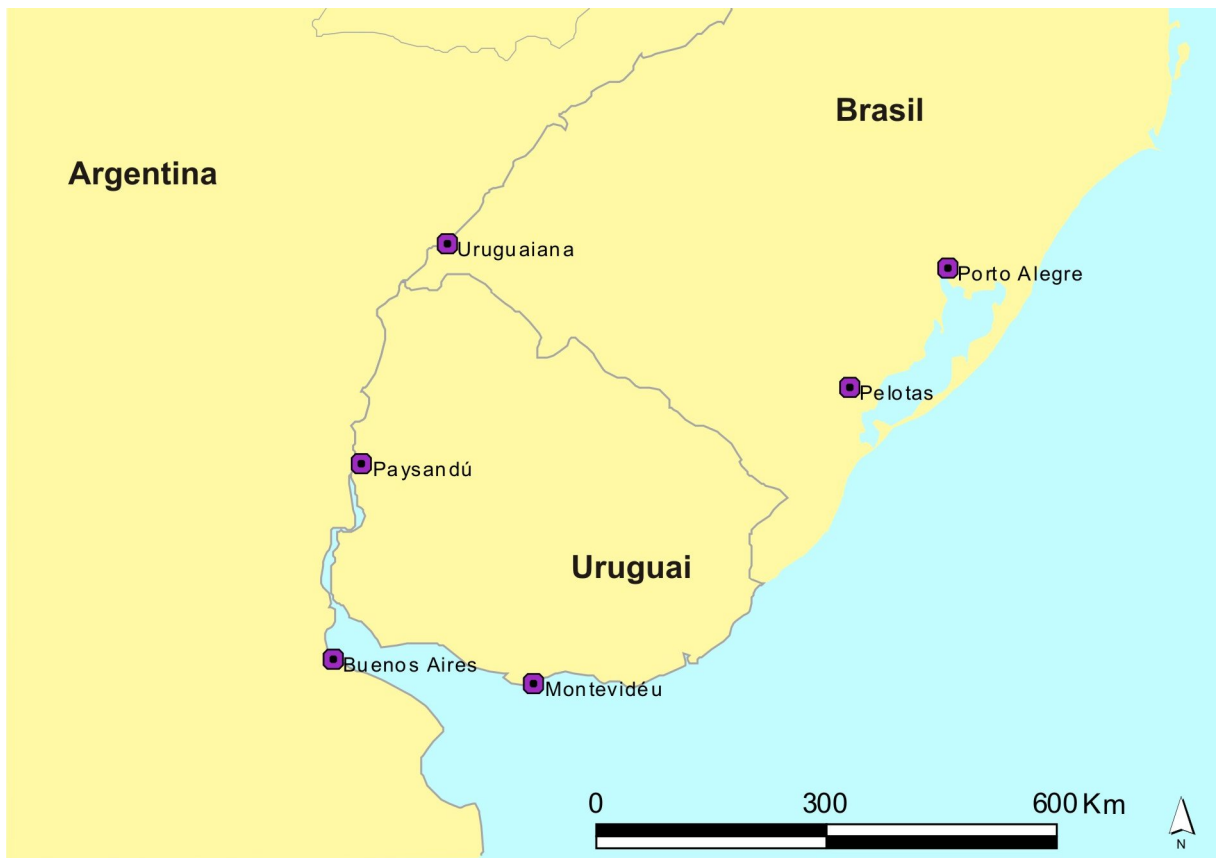 Brasil
Argentina
Uruguaiana
Porto Alegre
Pelotas
Paysandú
Uruguai
Buenos Aires
Montevidéu
0 300 600 Km
N